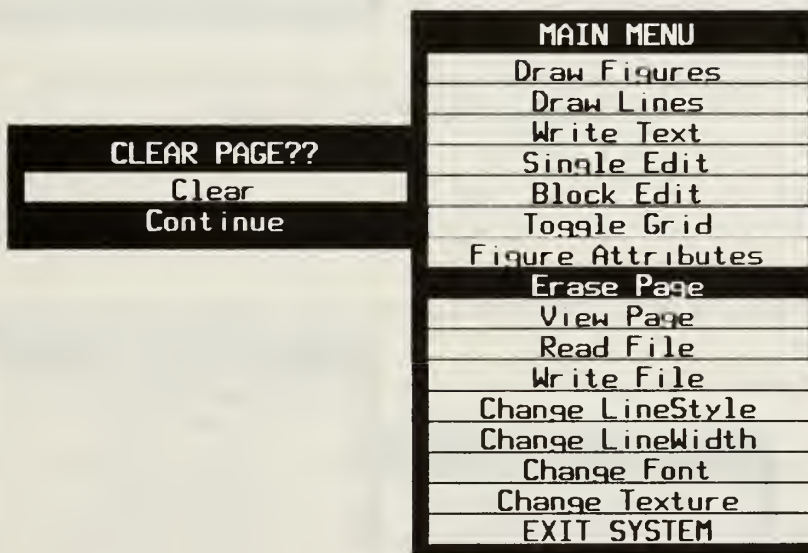 MAIN MENU
Draw Figures
Draw Lines
Write Text
Single Edit
Block Edit
Toggle Grid
Figure Attributes
Erase Page
View Page
Read File
Write File
Change LineStyle
Change LineWidth
Change Font
Change Texture
EXIT SYSTEM
CLEAR PAGE??
Clear
Continue